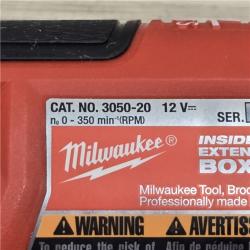 CAT. NO. 3050-20 12 V⎓
n₀ 0 - 350 min⁻¹(RPM)
SER.
Milwaukee®
INSIDE
EXTEN
BOX
Milwaukee Tool, Broo
Professionally made
WARNING
AVERTIS
To reduce the risk of
Afin de réduire